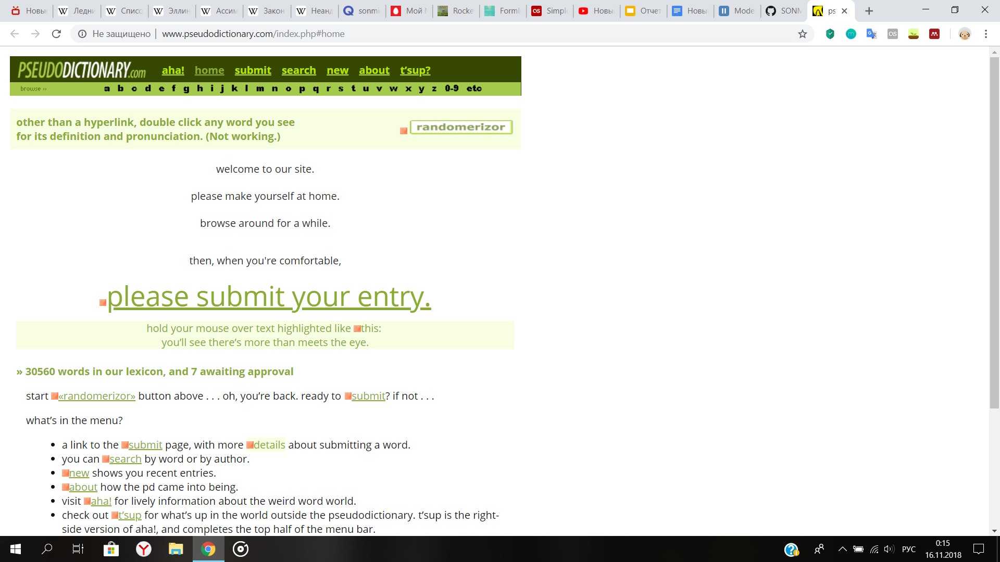 Новы Ледни Списо Эллин Ассим Закон Неанд sonmi Мой Rocke Forml Simpl Новы Отчет Новы Mode SONM ps
Не защищено | www.pseudodictionary.com/index.php#home
PSEUDODICTIONARY.com aha! home submit search new about t’sup?
browse »» a b c d e f g h i j k l m n o p q r s t u v w x y z 0-9 etc
other than a hyperlink, double click any word you see
for its definition and pronunciation. (Not working.)
randomerizor
welcome to our site.
please make yourself at home.
browse around for a while.
then, when you're comfortable,
please submit your entry.
hold your mouse over text highlighted like this:
you’ll see there’s more than meets the eye.
» 30560 words in our lexicon, and 7 awaiting approval
start «randomerizor» button above . . . oh, you’re back. ready to submit? if not . . .
what’s in the menu?
• a link to the submit page, with more details about submitting a word.
• you can search by word or by author.
• new shows you recent entries.
• about how the pd came into being.
• visit aha! for lively information about the weird word world.
• check out t’sup for what’s up in the world outside the pseudodictionary. t’sup is the right-
side version of aha!, and completes the top half of the menu bar.
РУС
0:15
16.11.2018